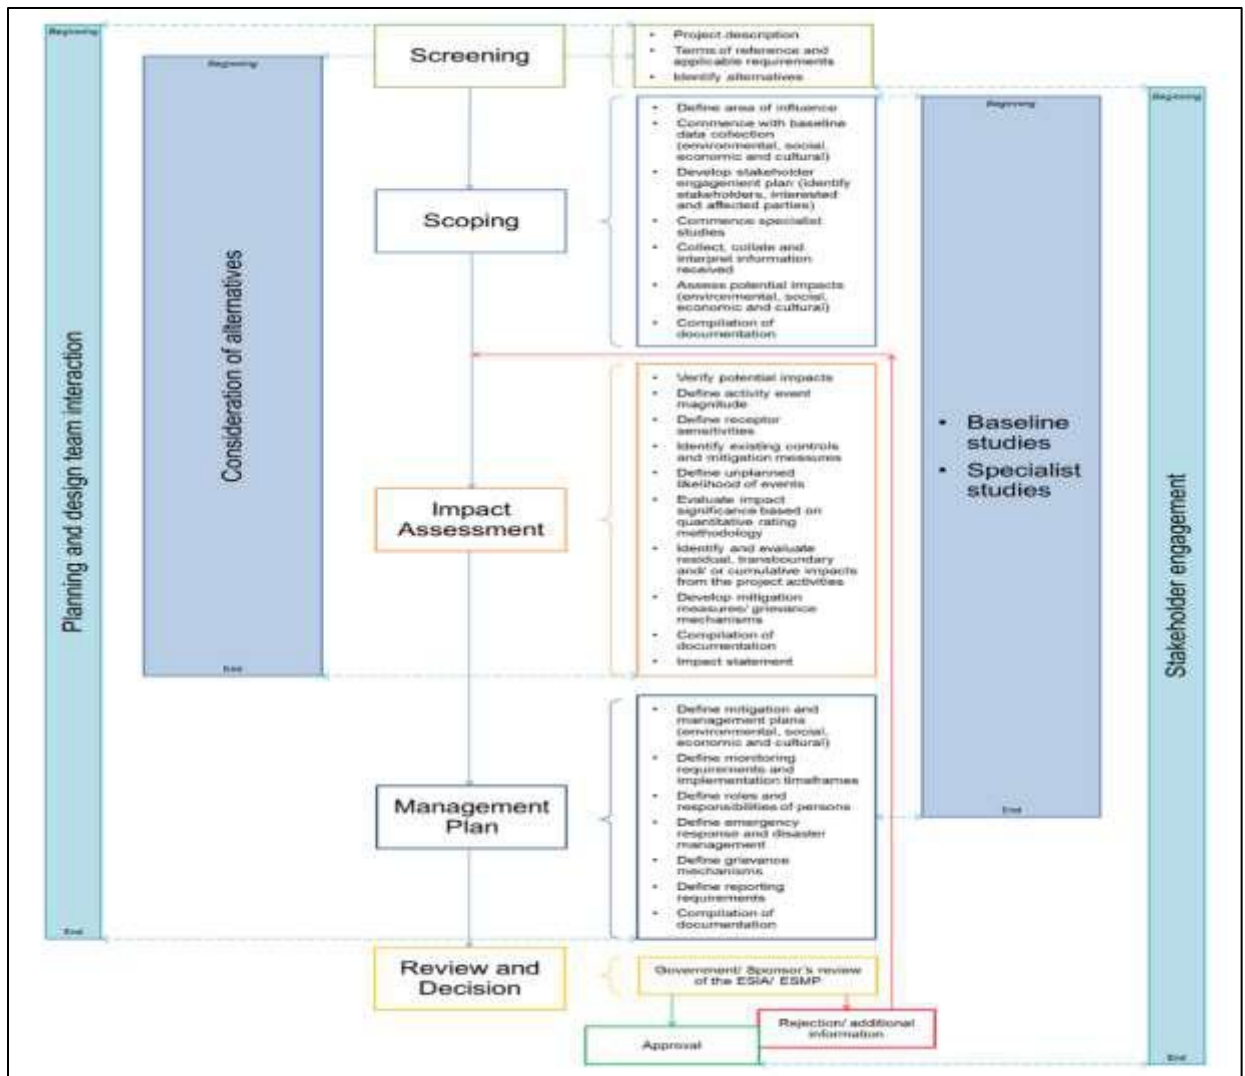 Beginning
Planning and design team interaction
End
Beginning
Consideration of alternatives
End
Screening
• Project description
• Terms of reference and
applicable requirements
• Identify alternatives
Scoping
• Define area of influence
• Commence with baseline
data collection
(environmental, social,
economic and cultural)
• Develop stakeholder
engagement plan (identify
stakeholders, interested
and affected parties)
• Commence specialist
studies
• Collect, collate and
interpret information
received
• Assess potential impacts
(environmental, social,
economic and cultural)
• Compilation of
documentation
Impact
Assessment
• Verify potential impacts
• Define activity event
magnitude
• Define receptor
sensitivities
• Identify existing controls
and mitigation measures
• Define unplanned
likelihood of events
• Evaluate impact
significance based on
quantitative rating
methodology
• Identify and evaluate
residual, transboundary
and/ or cumulative impacts
from the project activities
• Develop mitigation
measures/ grievance
mechanisms
• Compilation of
documentation
• Impact statement
Management
Plan
• Define mitigation and
management plans
(environmental, social,
economic and cultural)
• Define monitoring
requirements and
implementation timeframes
• Define roles and
responsibilities of persons
• Define emergency
response and disaster
management
• Define grievance
mechanisms
• Define reporting
requirements
• Compilation of
documentation
Review and
Decision
Government/ Sponsor's review
of the ESIA/ ESMP
Approval
Rejection/ additional
information
Beginning
• Baseline
studies
• Specialist
studies
End
Beginning
Stakeholder engagement
End